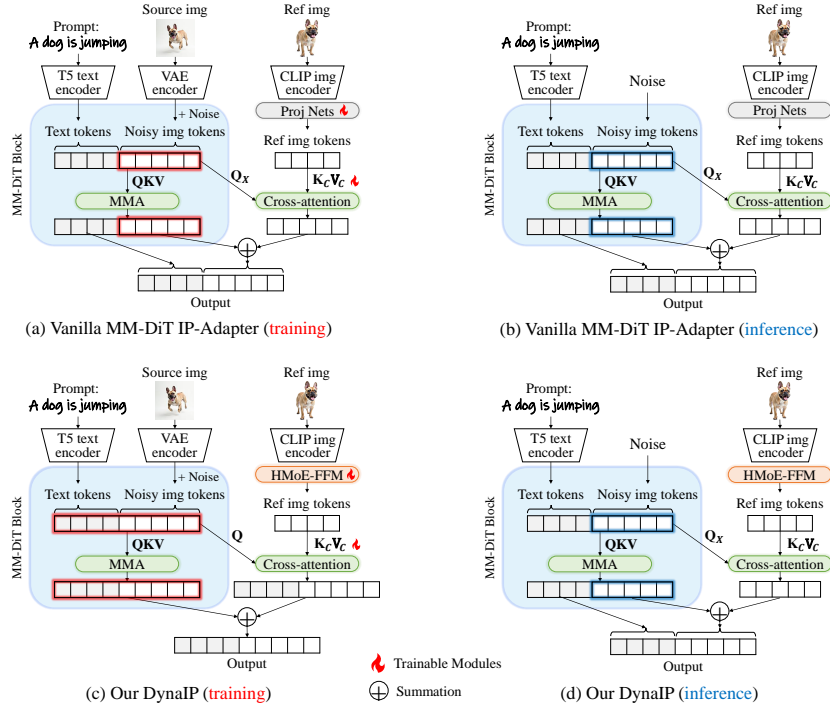 Source img
Ref img
Prompt:
A dog is jumping
T5 text
encoder
VAE
encoder
CLIP img
encoder
+ Noise
Proj Nets
MM-DiT Block
Text tokens
Noisy img tokens
Ref img tokens
QKV
Q_X
K_C V_C
MMA
Cross-attention
Output
(a) Vanilla MM-DiT IP-Adapter (training)
Ref img
Prompt:
A dog is jumping
T5 text
encoder
Noise
CLIP img
encoder
Proj Nets
MM-DiT Block
Text tokens
Noisy img tokens
Ref img tokens
QKV
Q_X
K_C V_C
MMA
Cross-attention
Output
(b) Vanilla MM-DiT IP-Adapter (inference)
Source img
Ref img
Prompt:
A dog is jumping
T5 text
encoder
VAE
encoder
CLIP img
encoder
+ Noise
HMoE-FFM
MM-DiT Block
Text tokens
Noisy img tokens
Ref img tokens
QKV
Q
K_C V_C
MMA
Cross-attention
Output
(c) Our DynaIP (training)
Trainable Modules
Summation
Ref img
Prompt:
A dog is jumping
T5 text
encoder
Noise
CLIP img
encoder
HMoE-FFM
MM-DiT Block
Text tokens
Noisy img tokens
Ref img tokens
QKV
Q_X
K_C V_C
MMA
Cross-attention
Output
(d) Our DynaIP (inference)